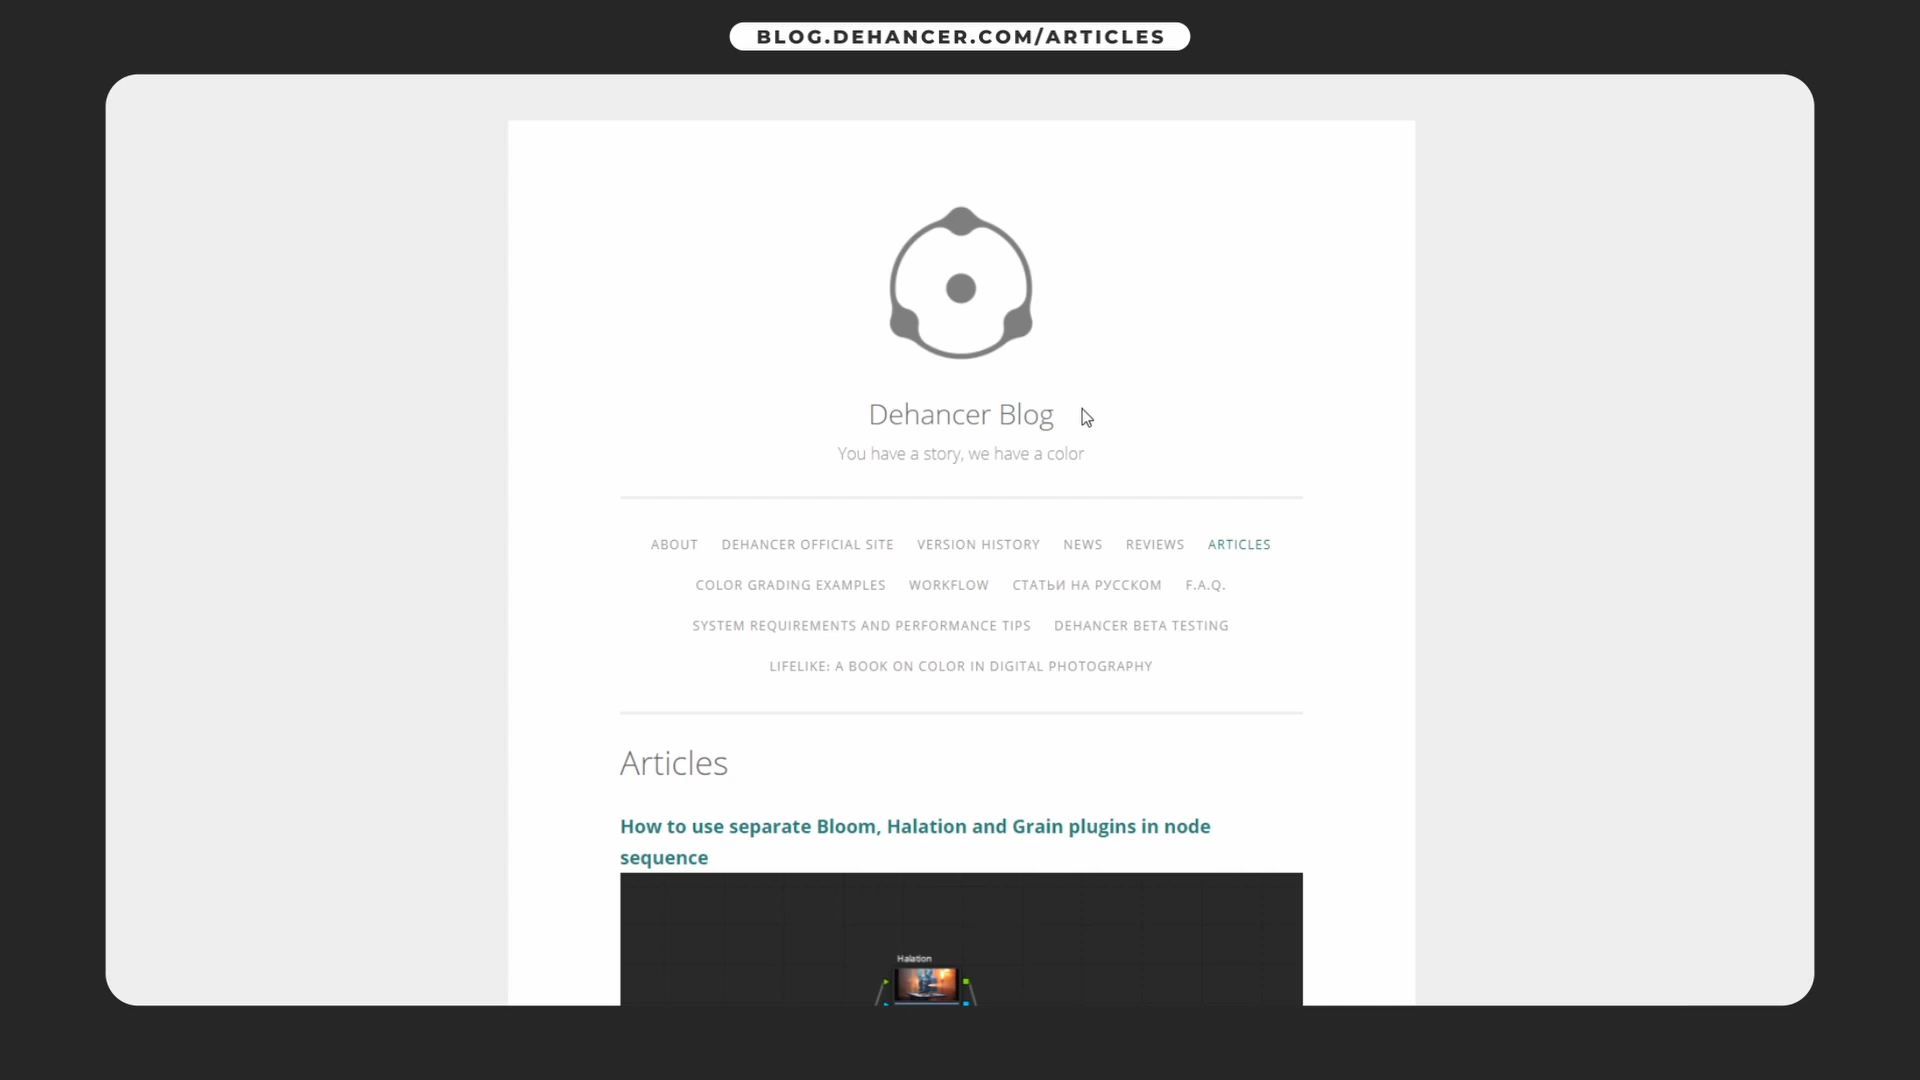 BLOG.DEHANCER.COM/ARTICLES
Dehancer Blog
You have a story, we have a color
ABOUT DEHANCER OFFICIAL SITE VERSION HISTORY NEWS REVIEWS ARTICLES
COLOR GRADING EXAMPLES WORKFLOW СТАТЬИ НА РУССКОМ F.A.Q.
SYSTEM REQUIREMENTS AND PERFORMANCE TIPS DEHANCER BETA TESTING
LIFELIKE: A BOOK ON COLOR IN DIGITAL PHOTOGRAPHY
Articles
How to use separate Bloom, Halation and Grain plugins in node
sequence
Halation